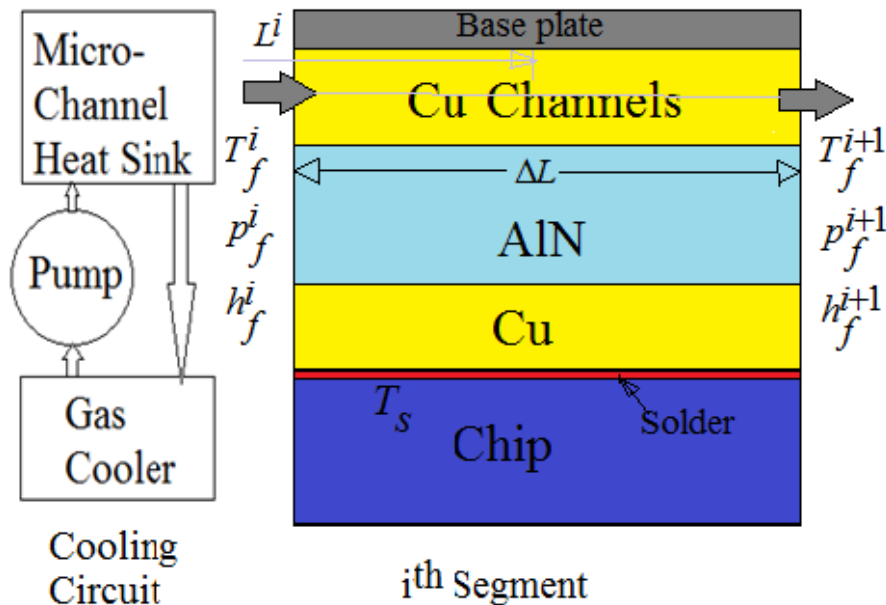 Micro-
Channel
Heat Sink
Pump
Gas
Cooler
Cooling
Circuit
L^i
Base plate
Cu Channels
T_f^i
T_f^{i+1}
ΔL
p_f^i
AlN
p_f^{i+1}
h_f^i
Cu
h_f^{i+1}
T_s
Solder
Chip
i^th Segment